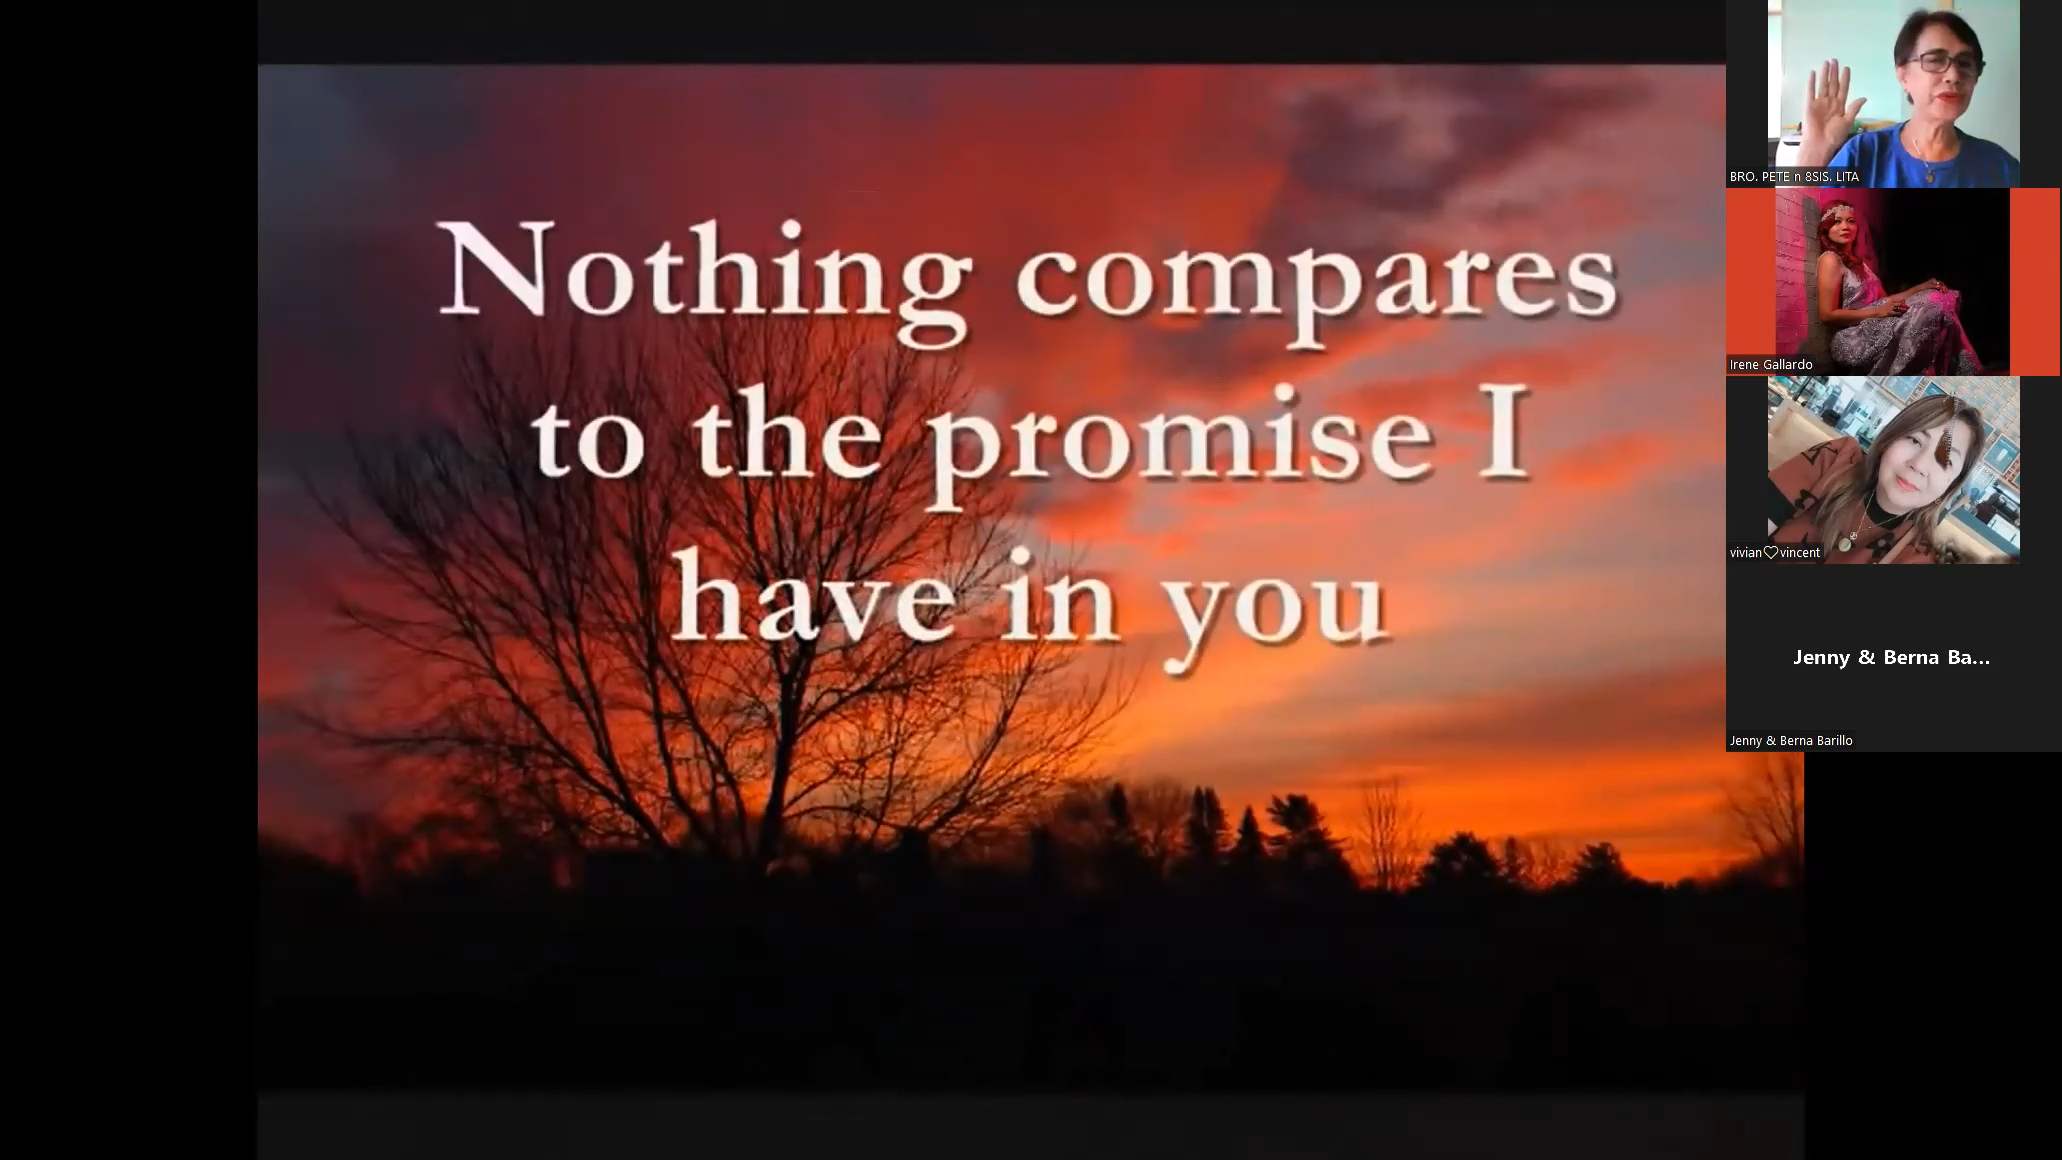 Nothing compares
to the promise I
have in you
BRO. PETE n 8SIS. LITA
Irene Gallardo
vivian♡vincent
Jenny & Berna Ba...
Jenny & Berna Barillo